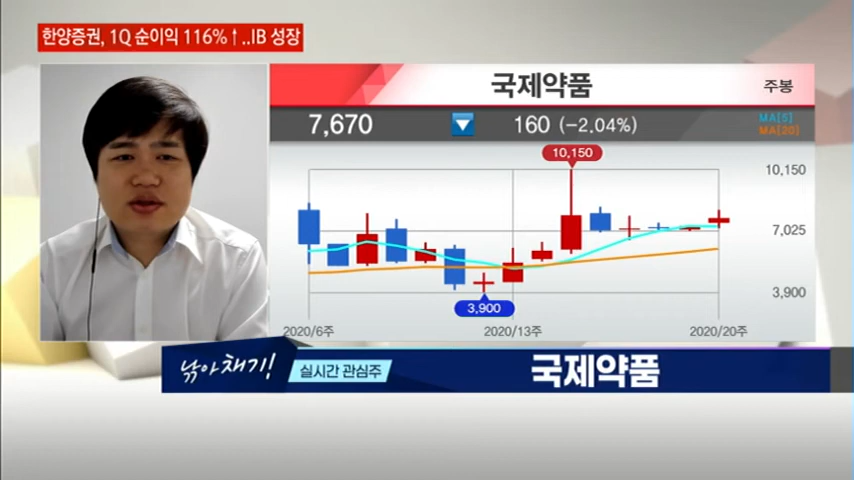 한양증권, 1Q 순이익 116%↑..IB 성장
국제약품
주봉
7,670 ▼ 160 (-2.04%)
MA[5]
MA[20]
10,150
10,150
7,025
3,900
3,900
2020/6주 2020/13주 2020/20주
낚아채기!
실시간 관심주
국제약품